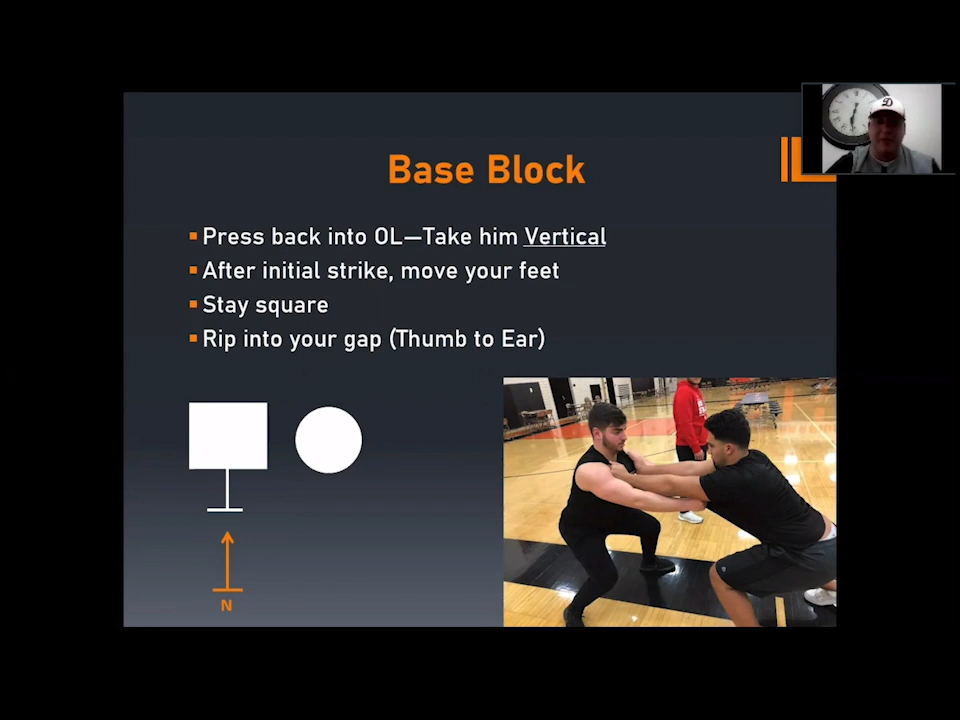 Base Block
Press back into OL—Take him Vertical
After initial strike, move your feet
Stay square
Rip into your gap (Thumb to Ear)
N
D